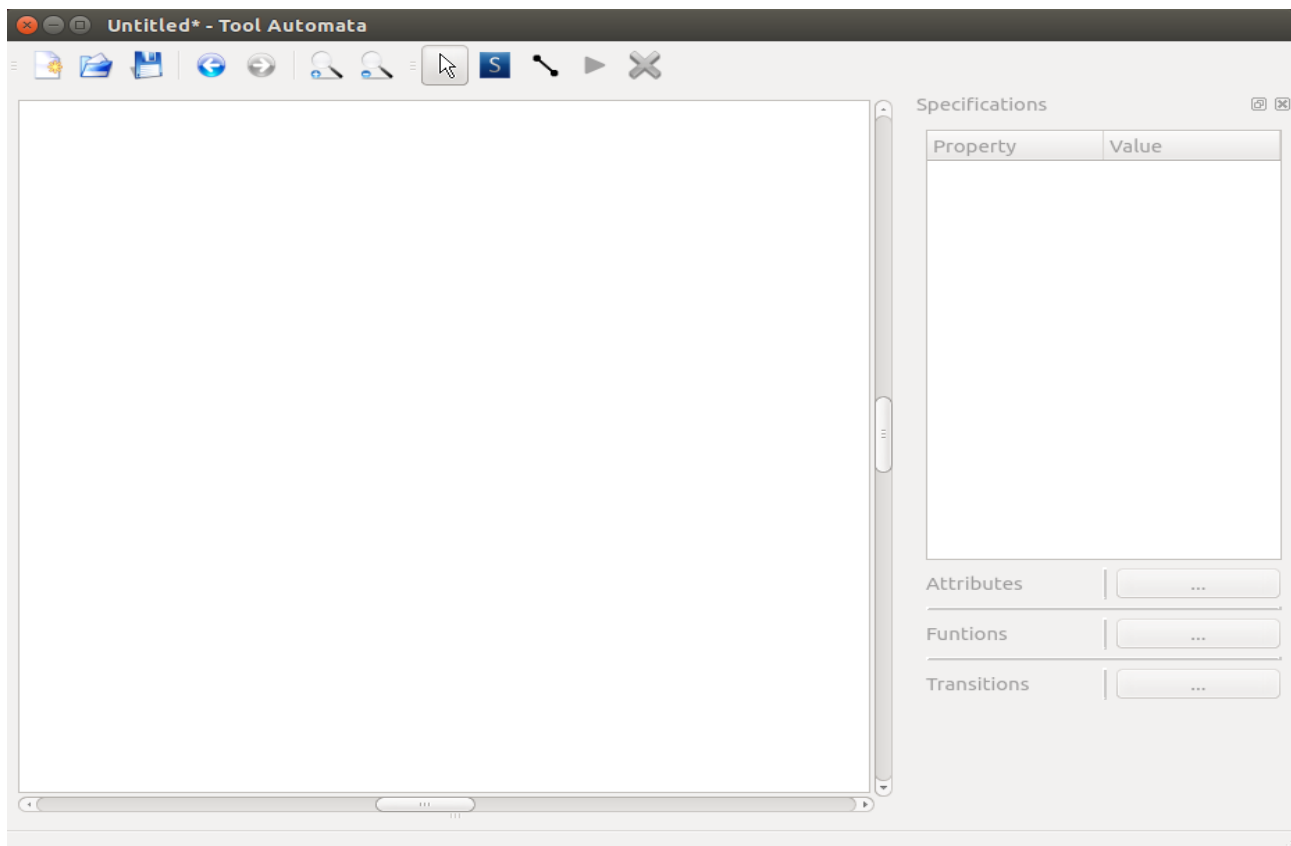 Untitled* - Tool Automata
S
Specifications
Property Value
Attributes ...
Funtions ...
Transitions ...